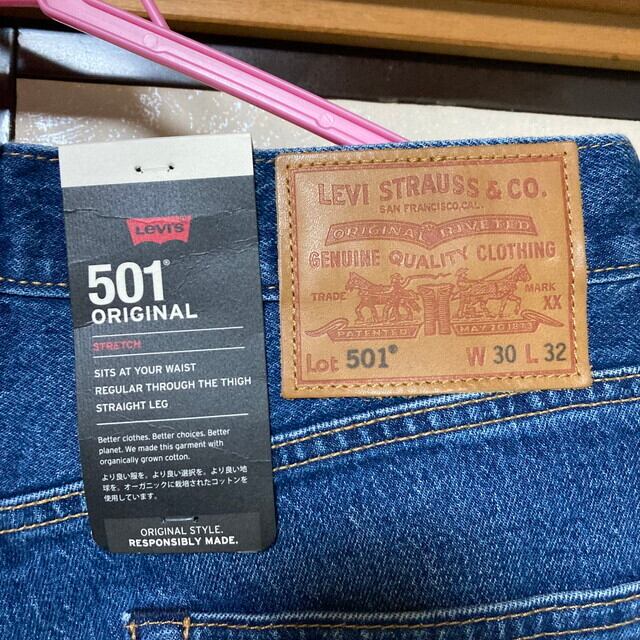 Levi's
501®
ORIGINAL
STRETCH
SITS AT YOUR WAIST
REGULAR THROUGH THE THIGH
STRAIGHT LEG
Better clothes. Better choices. Better
planet. We made this garment with
organically grown cotton.
より良い服を。より良い選択を。より良い地
球を。オーガニックに栽培されたコットンを
使用しています。
ORIGINAL STYLE.
RESPONSIBLY MADE.
LEVI STRAUSS & CO.
SAN FRANCISCO, CAL.
ORIGINAL RIVETED
GENUINE QUALITY CLOTHING
TRADE MARK
XX
PATENTED MAY 20 1873
Lot 501® W 30 L 32